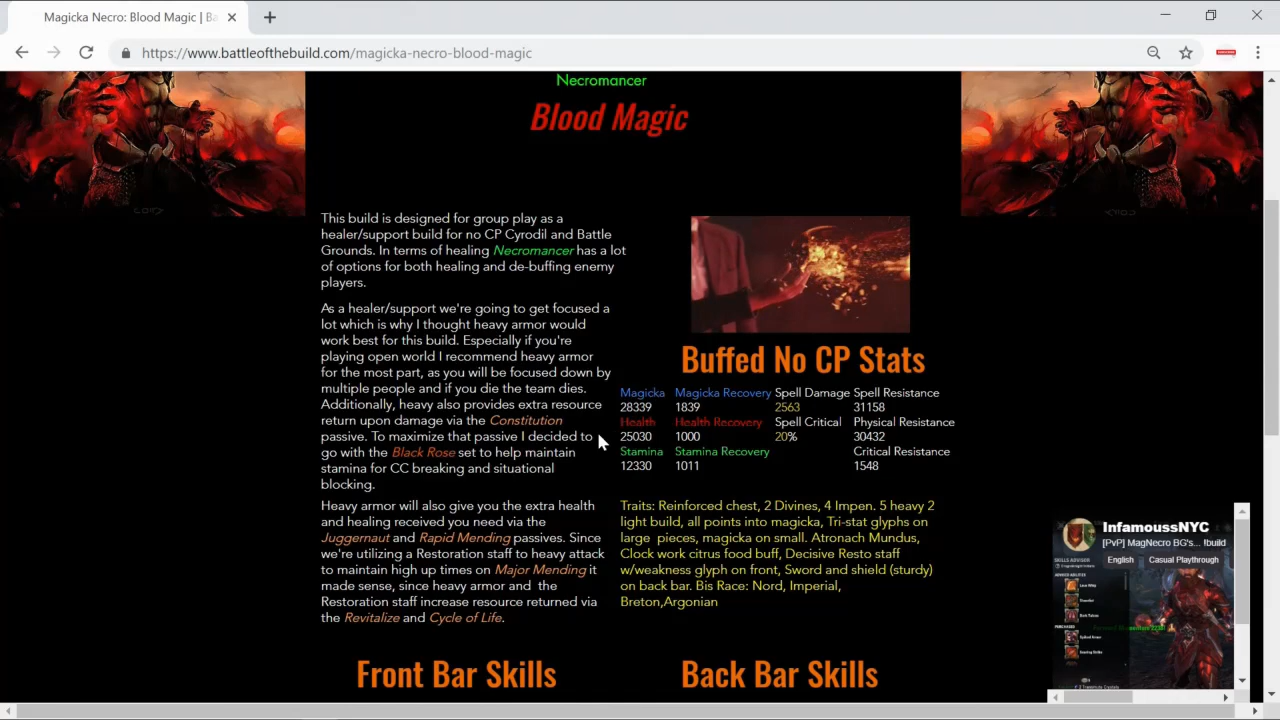 Magicka Necro: Blood Magic | Ba
https://www.battleofthebuild.com/magicka-necro-blood-magic
Necromancer
Blood Magic
This build is designed for group play as a
healer/support build for no CP Cyrodil and Battle
Grounds. In terms of healing Necromancer has a lot
of options for both healing and de-buffing enemy
players.
As a healer/support we're going to get focused a
lot which is why I thought heavy armor would
work best for this build. Especially if you're
playing open world I recommend heavy armor
for the most part, as you will be focused down by
multiple people and if you die the team dies.
Additionally, heavy also provides extra resource
return upon damage via the Constitution
passive. To maximize that passive I decided to
go with the Black Rose set to help maintain
stamina for CC breaking and situational
blocking.
Heavy armor will also give you the extra health
and healing received you need via the
Juggernaut and Rapid Mending passives. Since
we're utilizing a Restoration staff to heavy attack
to maintain high up times on Major Mending it
made sense, since heavy armor and the
Restoration staff increase resource returned via
the Revitalize and Cycle of Life.
Buffed No CP Stats
Magicka Magicka Recovery Spell Damage Spell Resistance
28339 1839 2563 31158
Health Health Recovery Spell Critical Physical Resistance
25030 1000 20% 30432
Stamina Stamina Recovery Critical Resistance
12330 1011 1548
Traits: Reinforced chest, 2 Divines, 4 Impen. 5 heavy 2
light build, all points into magicka, Tri-stat glyphs on
large pieces, magicka on small. Atronach Mundus,
Clock work citrus food buff, Decisive Resto staff
w/weakness glyph on front, Sword and shield (sturdy)
on back bar. Bis Race: Nord, Imperial,
Breton,Argonian
Front Bar Skills
Back Bar Skills
InfamoussNYC
[PvP] MagNecro BG's... !build
English Casual Playthrough
SKILLS ADVISOR